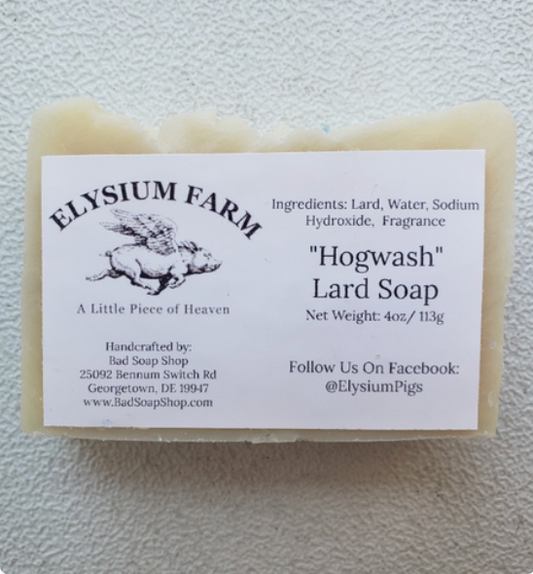 ELYSIUM FARM
A Little Piece of Heaven
Handcrafted by:
Bad Soap Shop
25092 Bennum Switch Rd
Georgetown, DE 19947
www.BadSoapShop.com
Ingredients: Lard, Water, Sodium
Hydroxide, Fragrance
"Hogwash"
Lard Soap
Net Weight: 4oz/ 113g
Follow Us On Facebook:
@ElysiumPigs